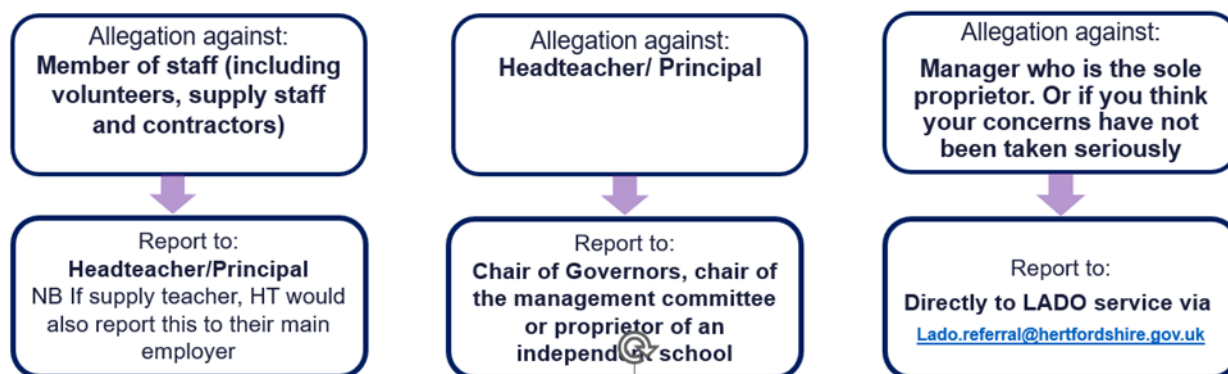 Allegation against:
Member of staff (including
volunteers, supply staff
and contractors)
Report to:
Headteacher/Principal
NB If supply teacher, HT would
also report this to their main
employer
Allegation against:
Headteacher/ Principal
Report to:
Chair of Governors, chair of
the management committee
or proprietor of an
school
Allegation against:
Manager who is the sole
proprietor. Or if you think
your concerns have not
been taken seriously
Report to:
Directly to LADO service via
Lado.referral@hertfordshire.gov.uk